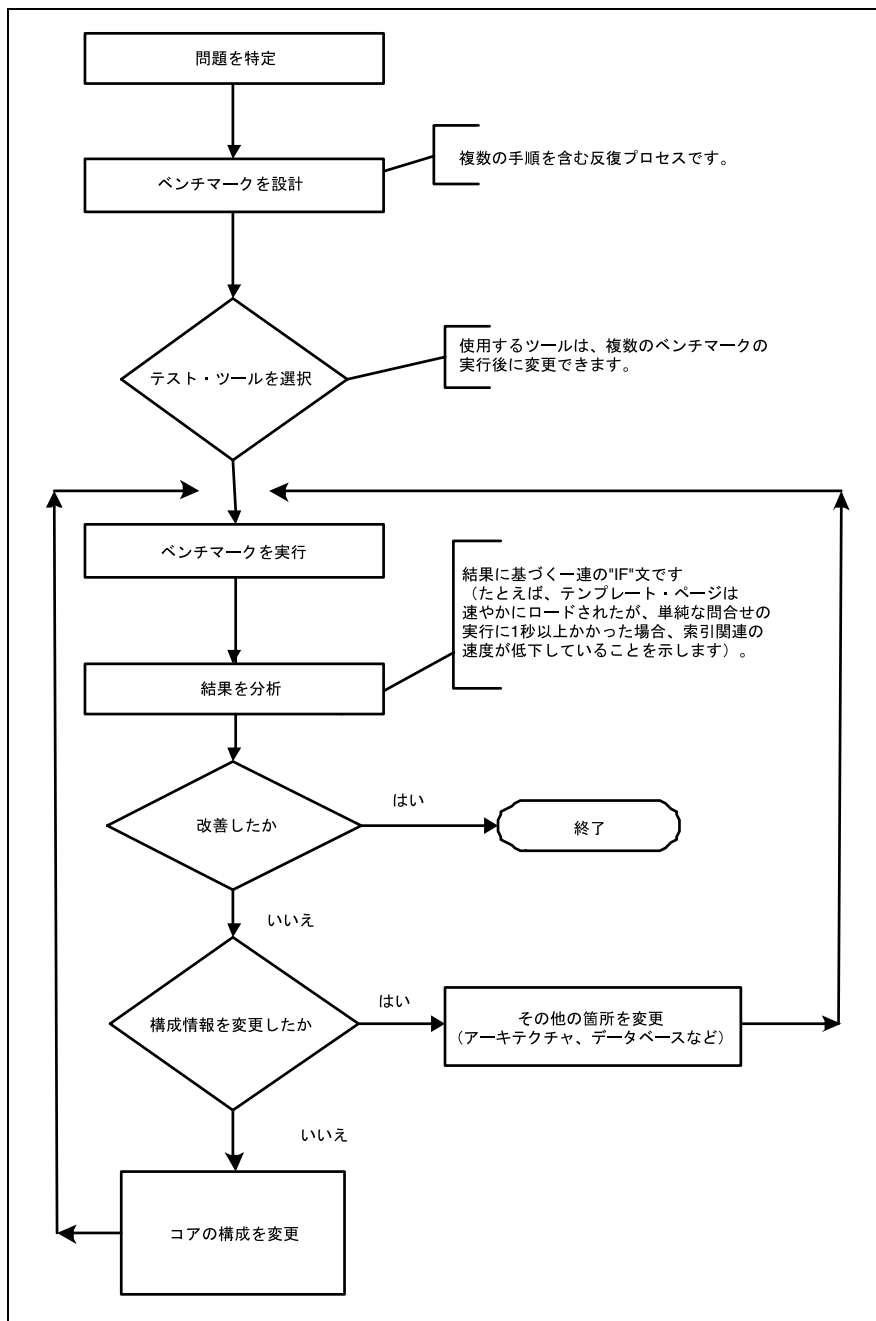 問題を特定
複数の手順を含む反復プロセスです。
ベンチマークを設計
使用するツールは、複数のベンチマークの
実行後に変更できます。
テスト・ツールを選択
ベンチマークを実行
結果に基づく一連の"IF"文です
(たとえば、テンプレート・ページは
速やかにロードされたが、単純な問合せの
実行に1秒以上かかった場合、索引関連の
速度が低下していることを示します)。
結果を分析
改善したか
はい
終了
いいえ
構成情報を変更したか
はい
その他の箇所を変更
(アーキテクチャ、データベースなど)
いいえ
コアの構成を変更